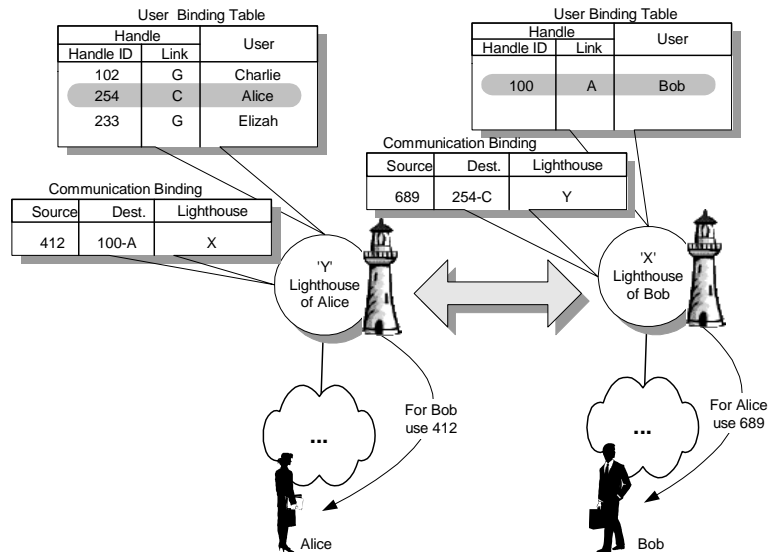 User Binding Table
Handle User
Handle ID Link
102 G Charlie
254 C Alice
233 G Elizah
User Binding Table
Handle User
Handle ID Link
100 A Bob
Communication Binding
Source Dest. Lighthouse
689 254-C Y
Communication Binding
Source Dest. Lighthouse
412 100-A X
'Y'
Lighthouse
of Alice
'X'
Lighthouse
of Bob
For Bob
use 412
For Alice
use 689
...
...
Alice
Bob